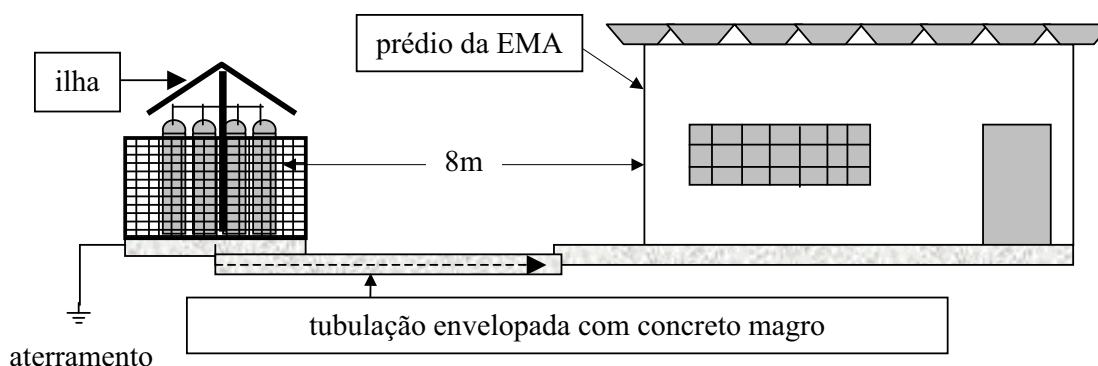 prédio da EMA
ilha
8m
tubulação envelopada com concreto magro
aterramento